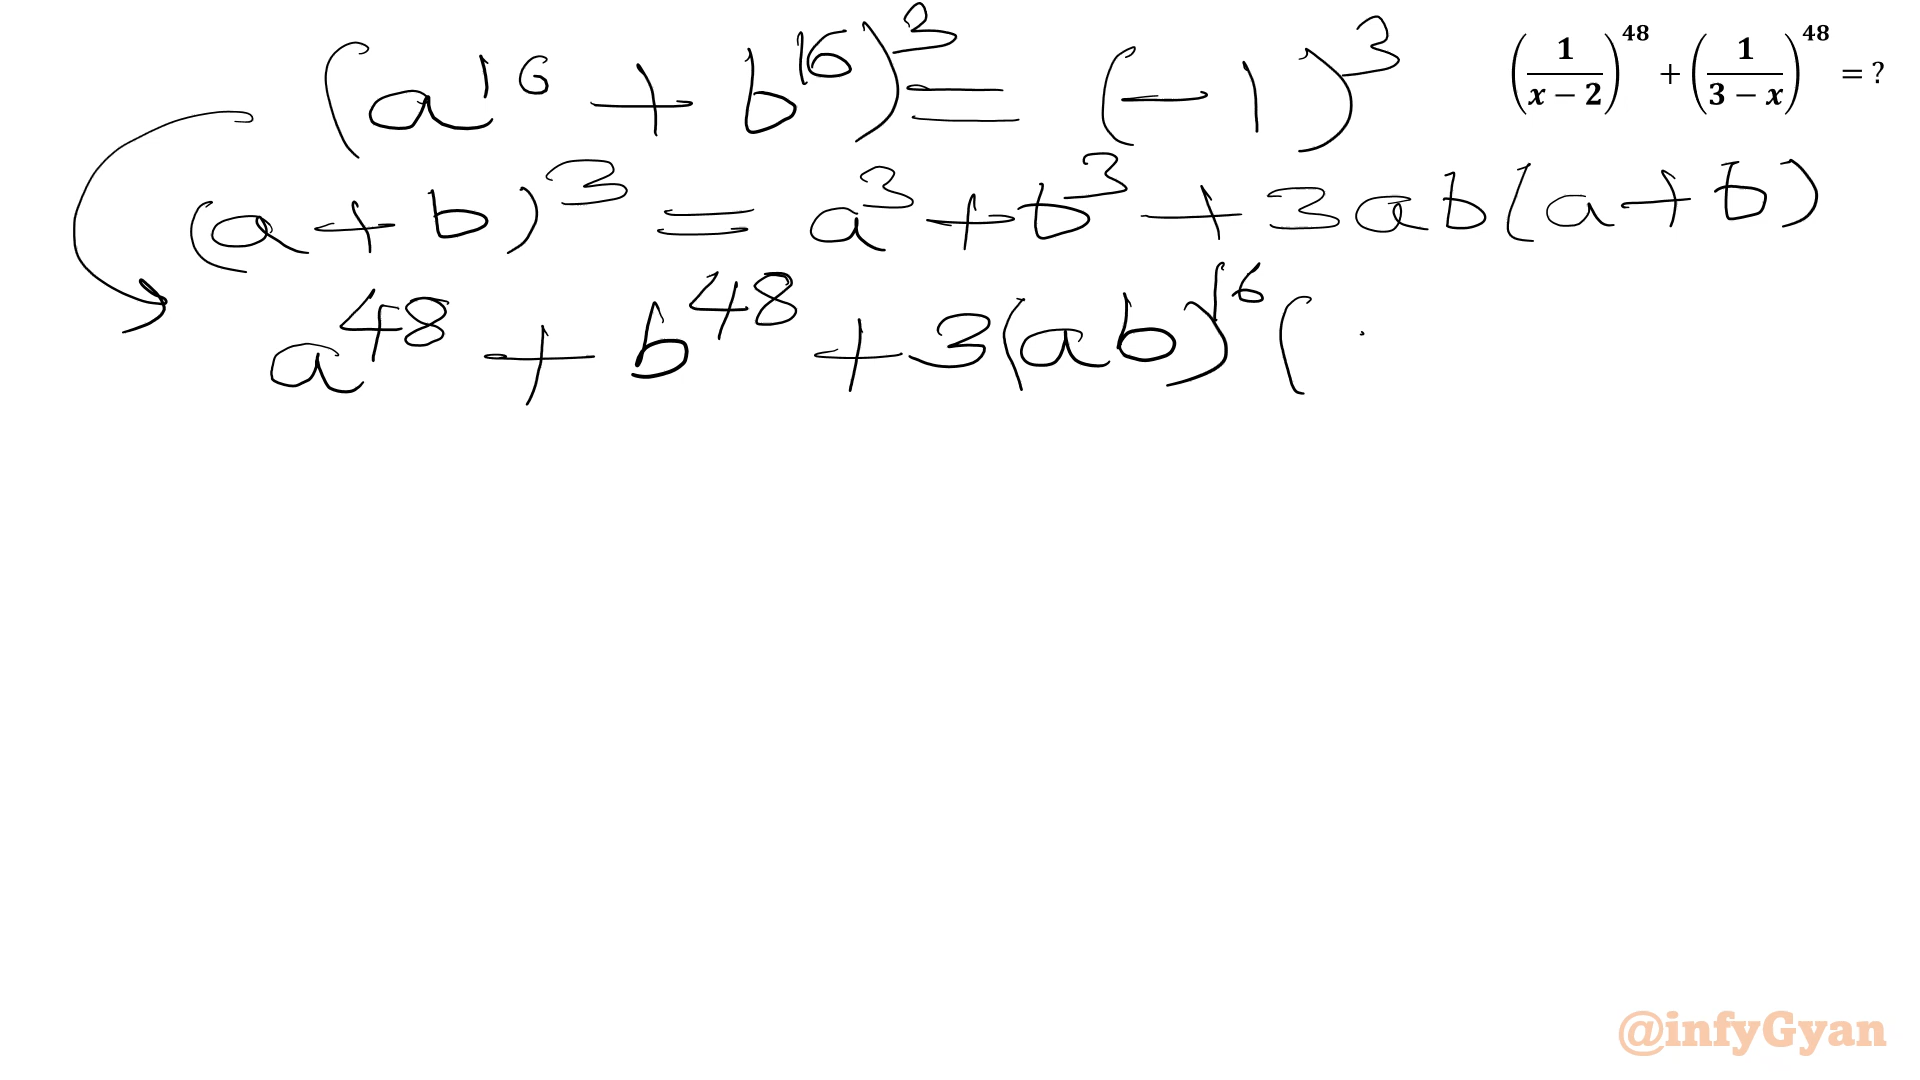 (a^16 + b^16)^3 = (-1)^3
(1/(x − 2))^48 + (1/(3 − x))^48 = ?
(a+b)^3 = a^3+b^3+3ab(a+b)
a^48 + b^48 + 3(ab)^16 (
@infyGyan